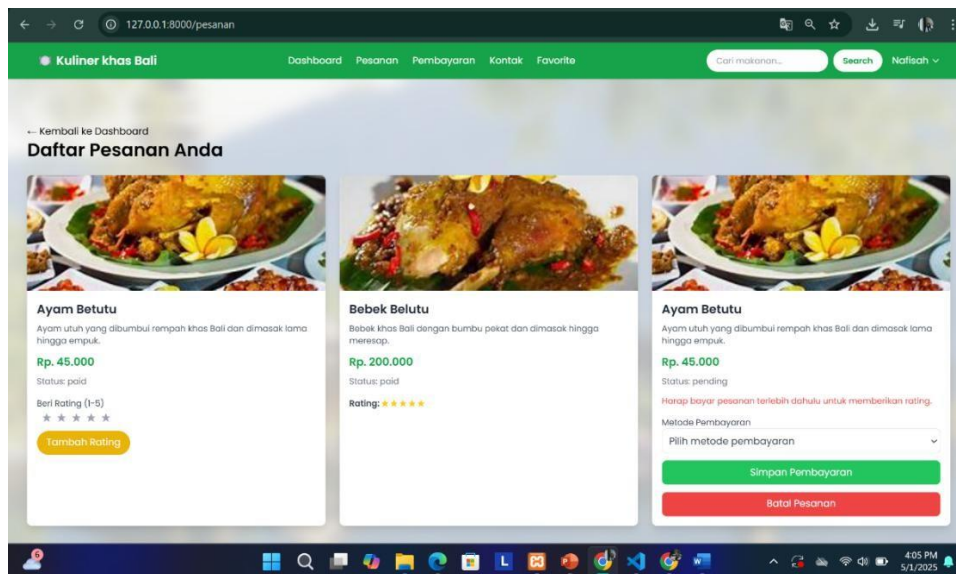 127.0.0.1:8000/pesanan
Kuliner khas Bali
Dashboard Pesanan Pembayaran Kontak Favorite
Cari makanan...
Search
Nafisah
← Kembali ke Dashboard
Daftar Pesanan Anda
Ayam Betutu
Ayam utuh yang dibumbui rempah khas Bali dan dimasak lama
hingga empuk.
Rp. 45.000
Status: paid
Beri Rating (1-5)
★ ★ ★ ★ ★
Tambah Rating
Bebek Belutu
Bebek khas Bali dengan bumbu pekat dan dimasak hingga
meresap.
Rp. 200.000
Status: paid
Rating: ★★★★★
Ayam Betutu
Ayam utuh yang dibumbui rempah khas Bali dan dimasak lama
hingga empuk.
Rp. 45.000
Status: pending
Harap bayar pesanan terlebih dahulu untuk memberikan rating.
Metode Pembayaran
Pilih metode pembayaran
Simpan Pembayaran
Batal Pesanan
6
L
4:05 PM
5/1/2025